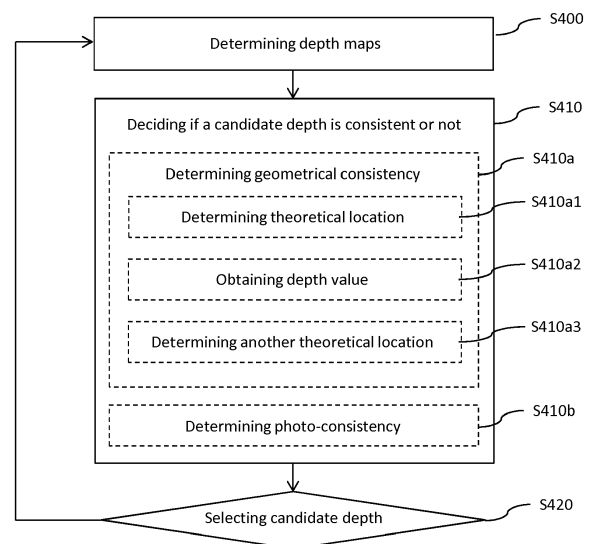 S400
Determining depth maps
S410
Deciding if a candidate depth is consistent or not
S410a
Determining geometrical consistency
S410a1
Determining theoretical location
S410a2
Obtaining depth value
S410a3
Determining another theoretical location
S410b
Determining photo-consistency
S420
Selecting candidate depth